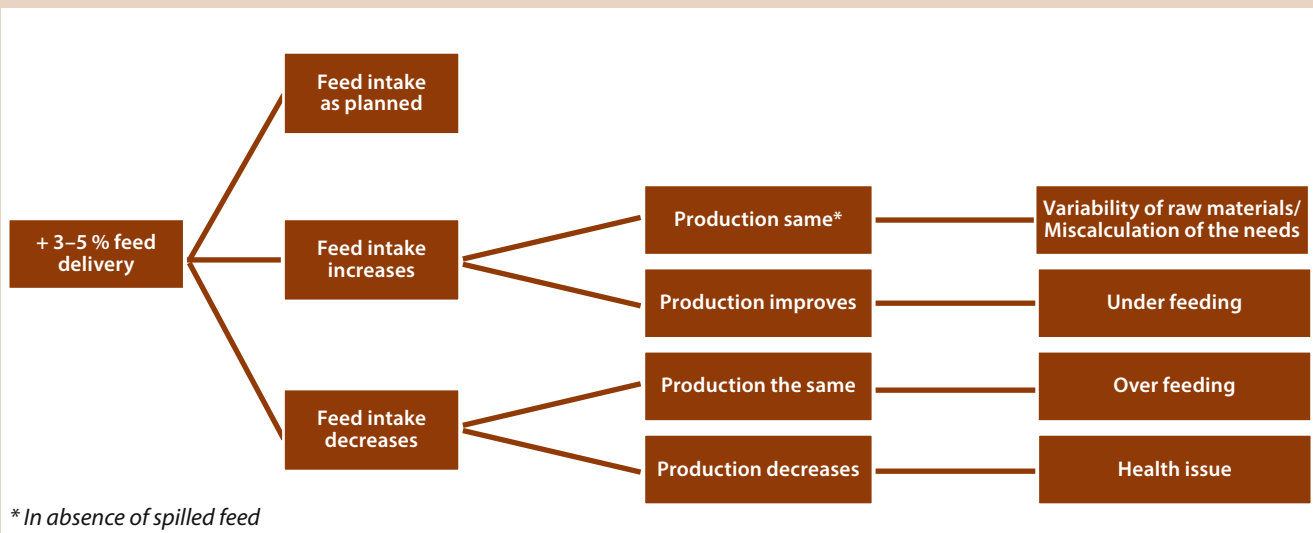 + 3–5 % feed
delivery
Feed intake
as planned
Feed intake
increases
Feed intake
decreases
Production same*
Production improves
Production the same
Production decreases
Variability of raw materials/
Miscalculation of the needs
Under feeding
Over feeding
Health issue
* In absence of spilled feed